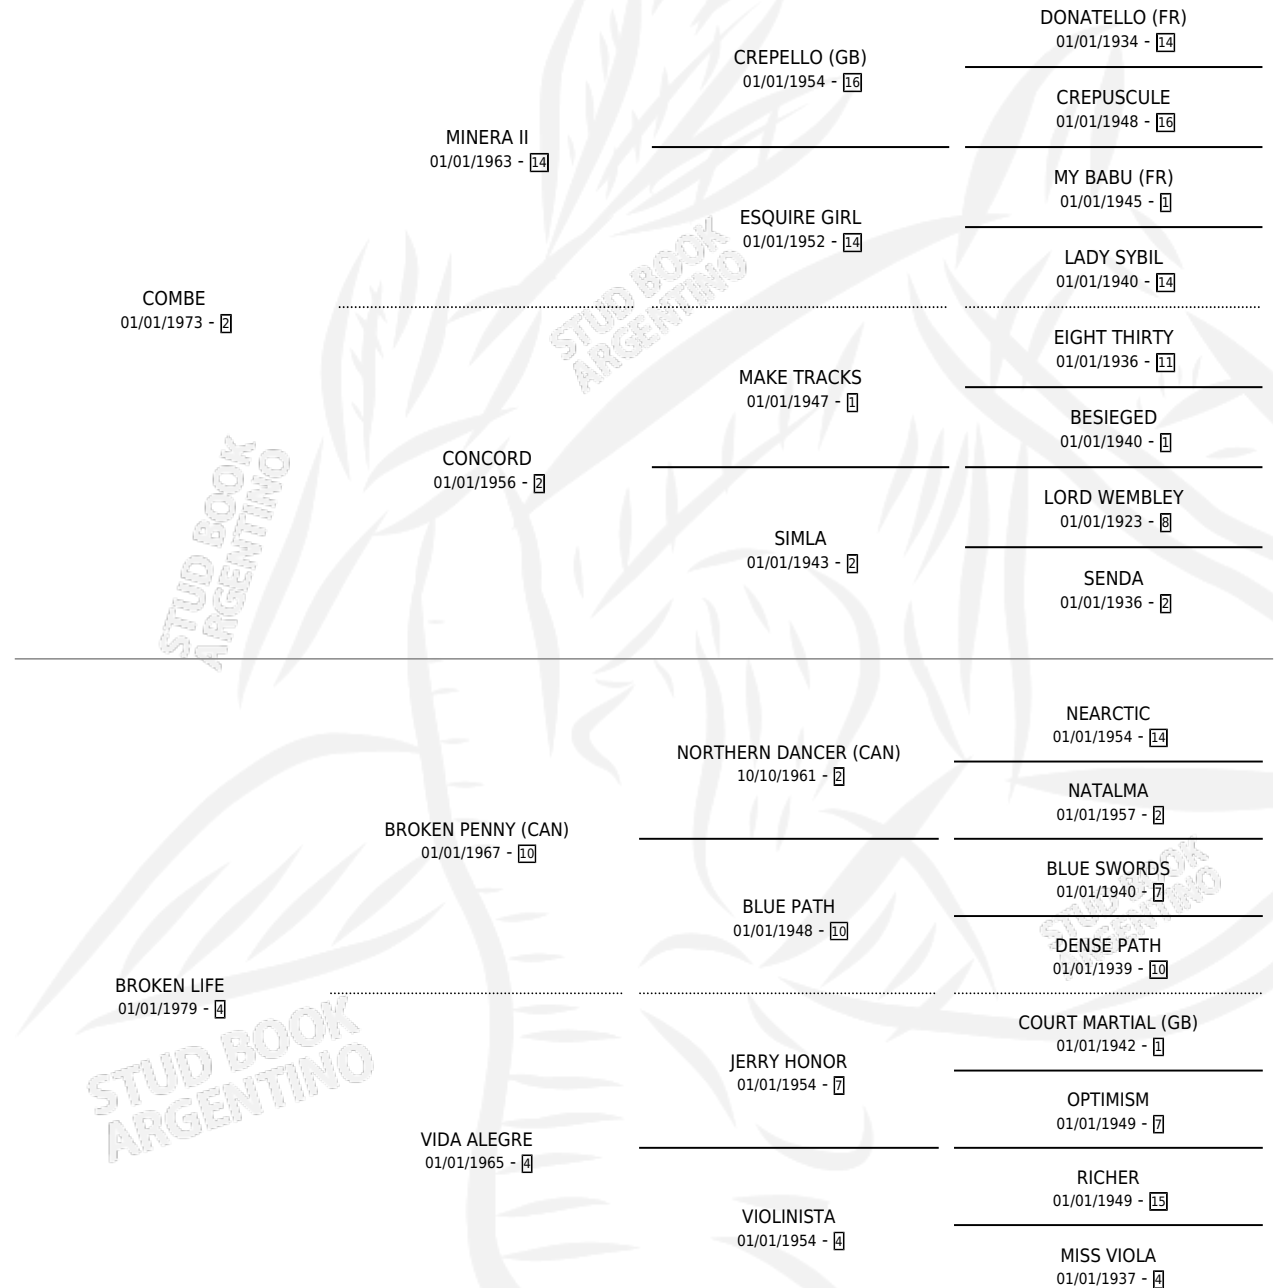 DONATELLO (FR)
01/01/1934 - 14
CREPELLO (GB)
01/01/1954 - 16
CREPUSCULE
01/01/1948 - 16
MINERA II
01/01/1963 - 14
MY BABU (FR)
01/01/1945 - 1
ESQUIRE GIRL
01/01/1952 - 14
LADY SYBIL
01/01/1940 - 14
COMBE
01/01/1973 - 2
EIGHT THIRTY
01/01/1936 - 11
MAKE TRACKS
01/01/1947 - 1
BESIEGED
01/01/1940 - 1
CONCORD
01/01/1956 - 2
LORD WEMBLEY
01/01/1923 - 8
SIMLA
01/01/1943 - 2
SENDA
01/01/1936 - 2
NEARCTIC
01/01/1954 - 14
NORTHERN DANCER (CAN)
10/10/1961 - 2
NATALMA
01/01/1957 - 2
BROKEN PENNY (CAN)
01/01/1967 - 10
BLUE SWORDS
01/01/1940 - 7
BLUE PATH
01/01/1948 - 10
DENSE PATH
01/01/1939 - 10
BROKEN LIFE
01/01/1979 - 4
COURT MARTIAL (GB)
01/01/1942 - 1
JERRY HONOR
01/01/1954 - 7
OPTIMISM
01/01/1949 - 7
VIDA ALEGRE
01/01/1965 - 4
RICHER
01/01/1949 - 15
VIOLINISTA
01/01/1954 - 4
MISS VIOLA
01/01/1937 - 4
STUD BOOK
ARGENTINO
STUD BOOK
ARGENTINO
STUD BOOK
ARGENTINO
STUD BOOK
ARGENTINO